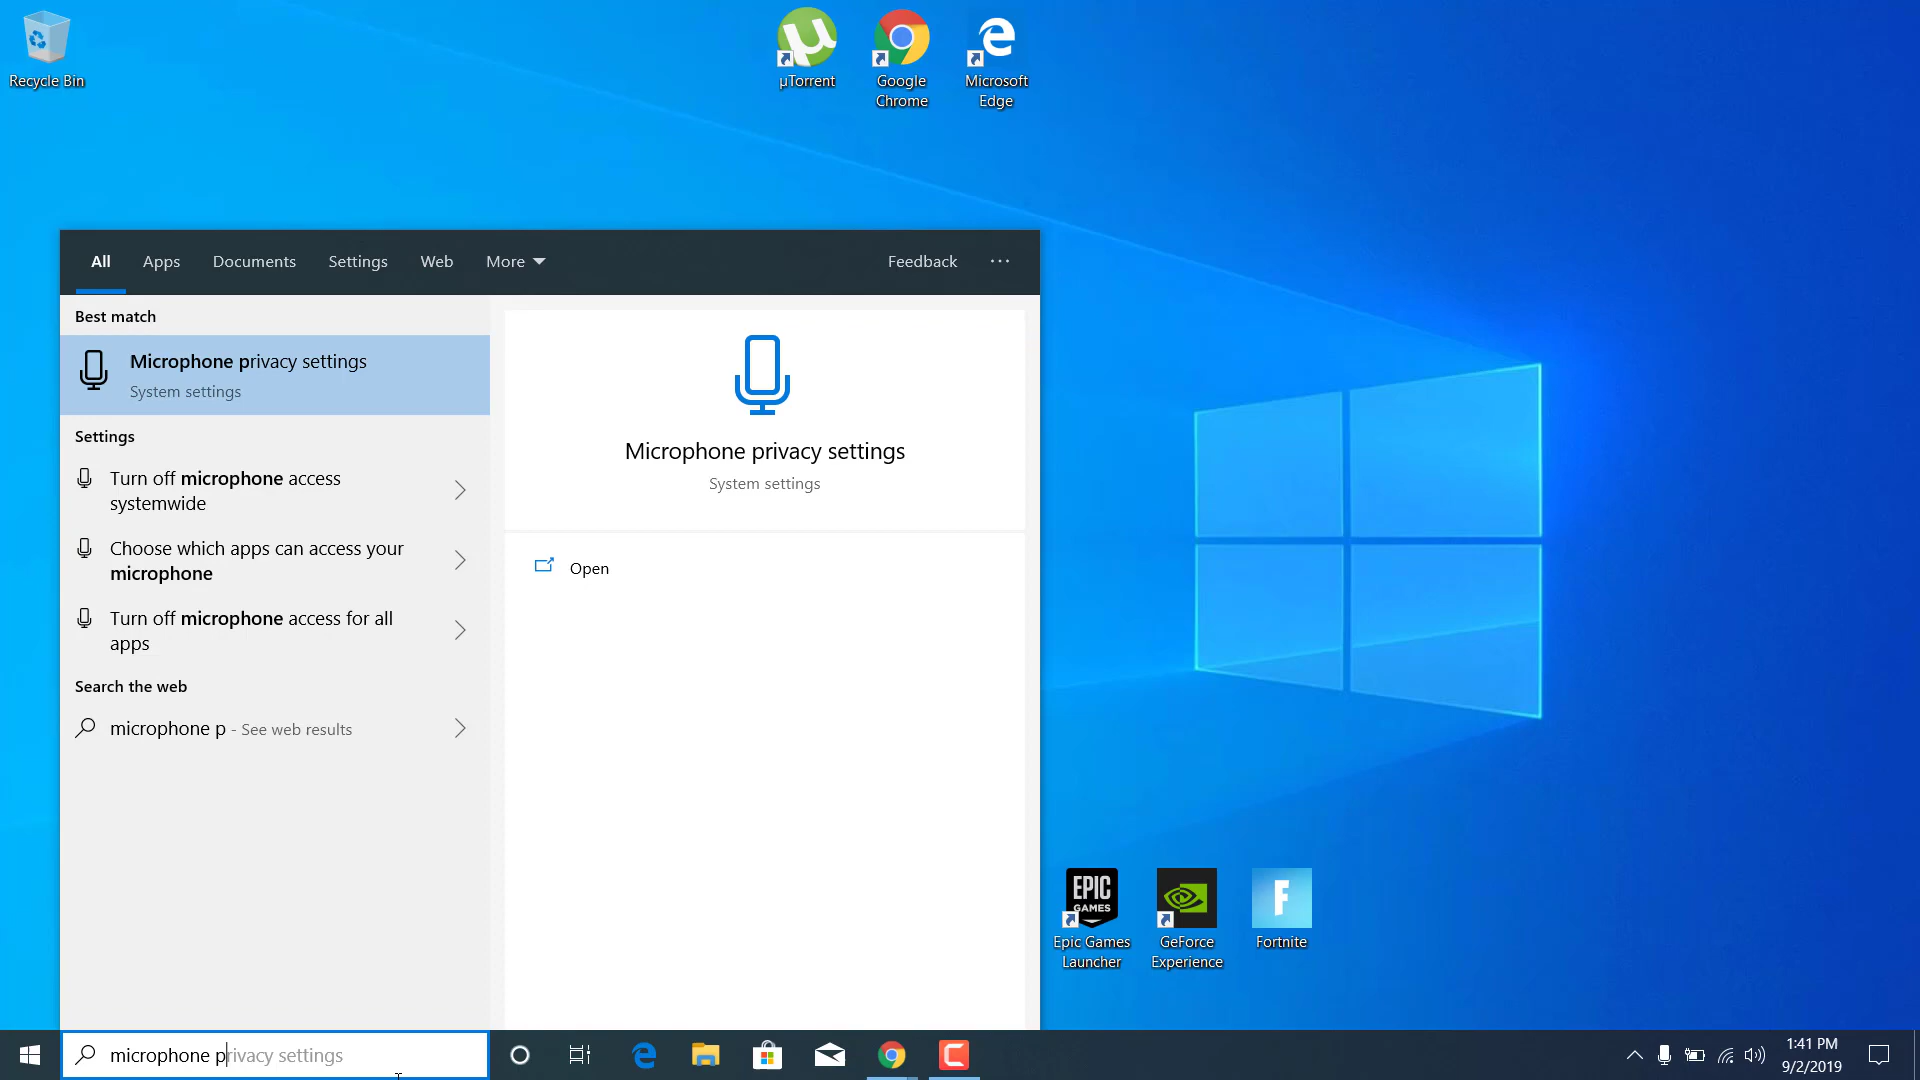 Recycle Bin
µTorrent
Google
Chrome
Microsoft
Edge
All
Apps
Documents
Settings
Web
More
Feedback
Best match
Microphone privacy settings
System settings
Settings
Turn off microphone access
systemwide
Choose which apps can access your
microphone
Turn off microphone access for all
apps
Search the web
microphone p - See web results
Microphone privacy settings
System settings
Open
EPIC
GAMES
Epic Games
Launcher
GeForce
Experience
F
Fortnite
microphone privacy settings
1:41 PM
9/2/2019